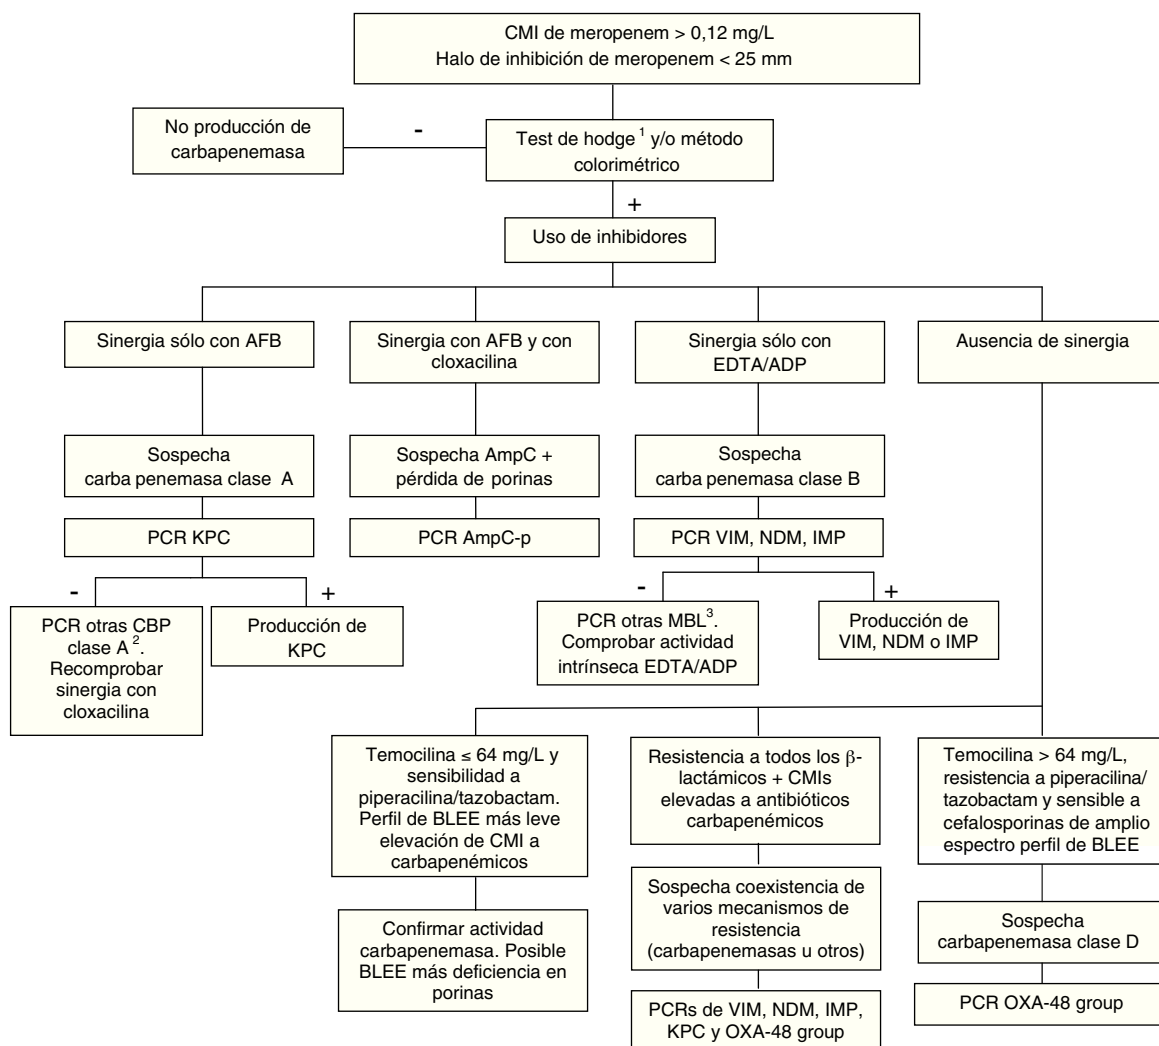 CMI de meropenem > 0,12 mg/L
Halo de inhibición de meropenem < 25 mm
No producción de
carbapenemasa
-
Test de hodge 1 y/o método
colorimétrico
+
Uso de inhibidores
Sinergia sólo con AFB
Sinergia con AFB y con
cloxacilina
Sinergia sólo con
EDTA/ADP
Ausencia de sinergia
Sospecha
carba penemasa clase A
Sospecha AmpC +
pérdida de porinas
Sospecha
carba penemasa clase B
PCR KPC
PCR AmpC-p
PCR VIM, NDM, IMP
-
+
-
+
PCR otras CBP
clase A 2.
Recomprobar
sinergia con
cloxacilina
Producción de
KPC
PCR otras MBL3.
Comprobar actividad
intrínseca EDTA/ADP
Producción de
VIM, NDM o IMP
Temocilina ≤ 64 mg/L y
sensibilidad a
piperacilina/tazobactam.
Perfil de BLEE más leve
elevación de CMI a
carbapenémicos
Resistencia a todos los β-
lactámicos + CMIs
elevadas a antibióticos
carbapenémicos
Temocilina > 64 mg/L,
resistencia a piperacilina/
tazobactam y sensible a
cefalosporinas de amplio
espectro perfil de BLEE
Confirmar actividad
carbapenemasa. Posible
BLEE más deficiencia en
porinas
Sospecha coexistencia de
varios mecanismos de
resistencia
(carbapenemasas u otros)
Sospecha
carbapenemasa clase D
PCRs de VIM, NDM, IMP,
KPC y OXA-48 group
PCR OXA-48 group